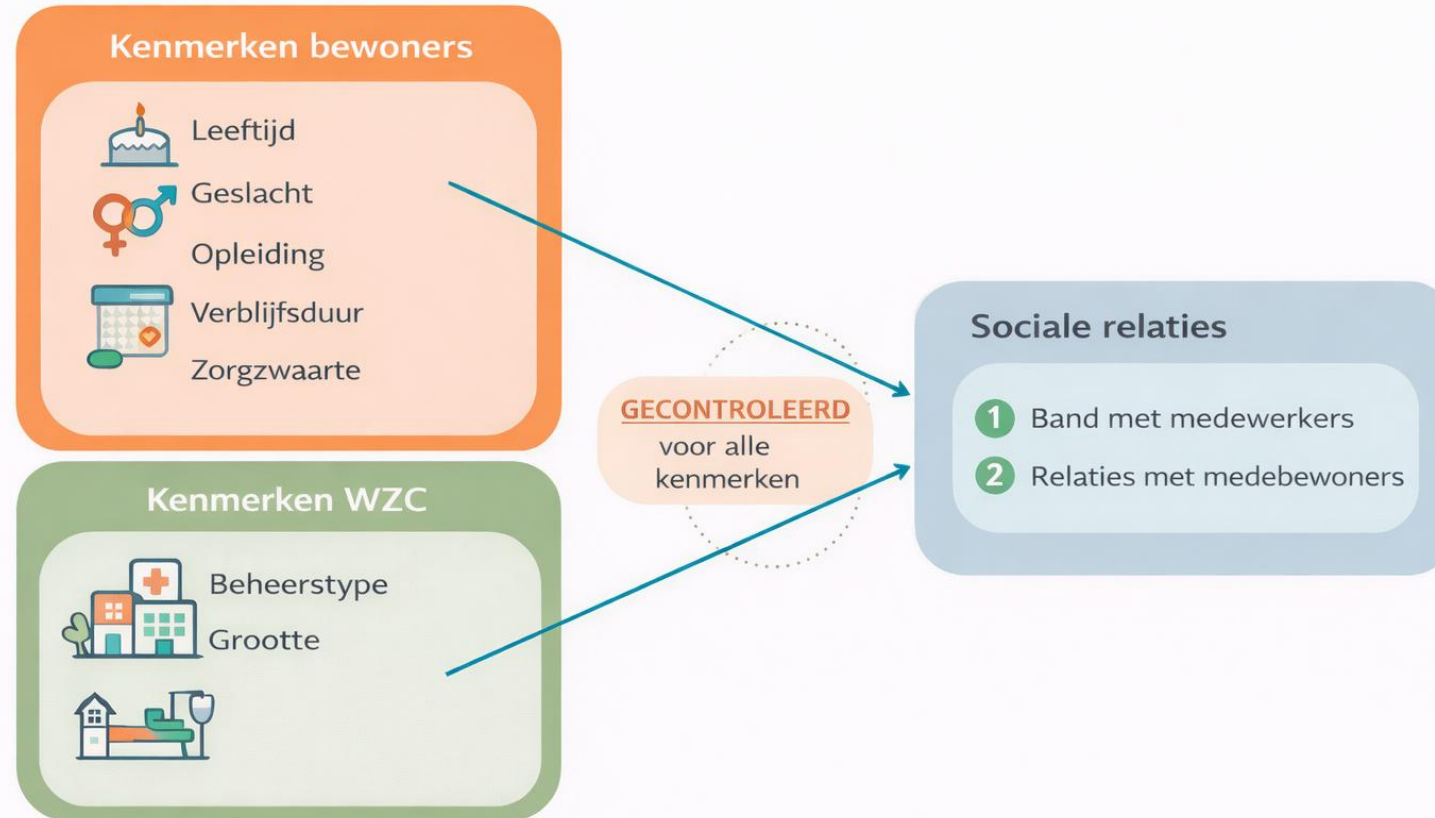 Kenmerken bewoners
Leeftijd
Geslacht
Opleiding
Verblijfsduur
Zorgzwaarte
Kenmerken WZC
Beheerstype
Grootte
GECONTROLEERD
voor alle
kenmerken
Sociale relaties
1 Band met medewerkers
2 Relaties met medebewoners